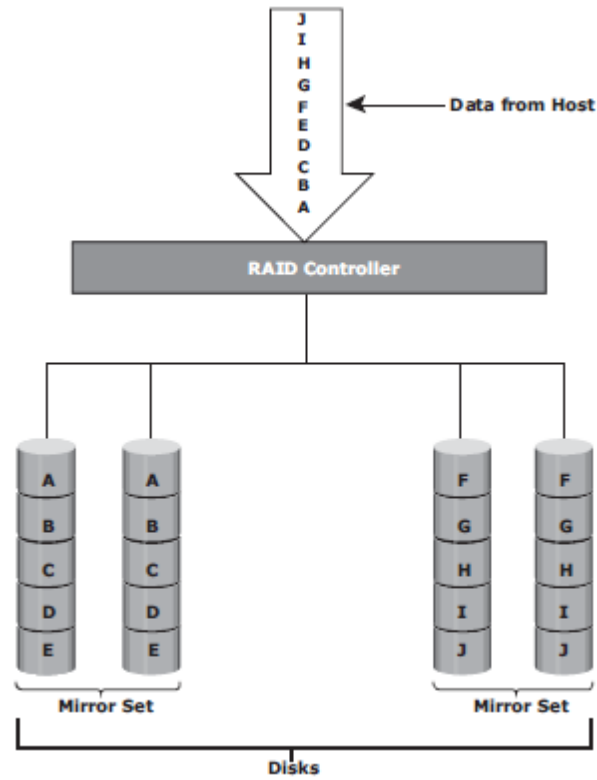 J
I
H
G
F
E
D
C
B
A
Data from Host
RAID Controller
A A F F
B B G G
C C H H
D D I I
E E J J
Mirror Set Mirror Set
Disks